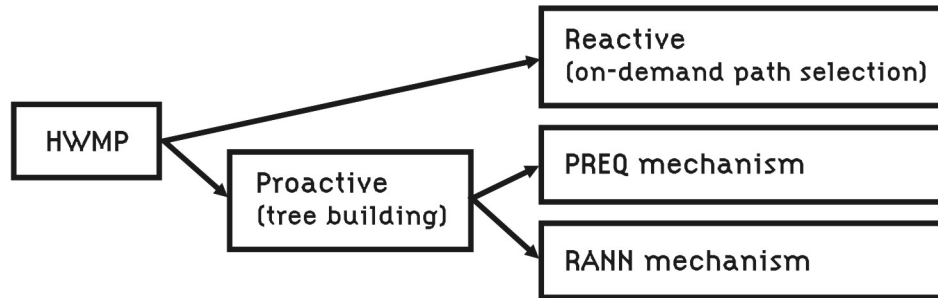 Reactive
(on-demand path selection)
HWMP
PREQ mechanism
Proactive
(tree building)
RANN mechanism